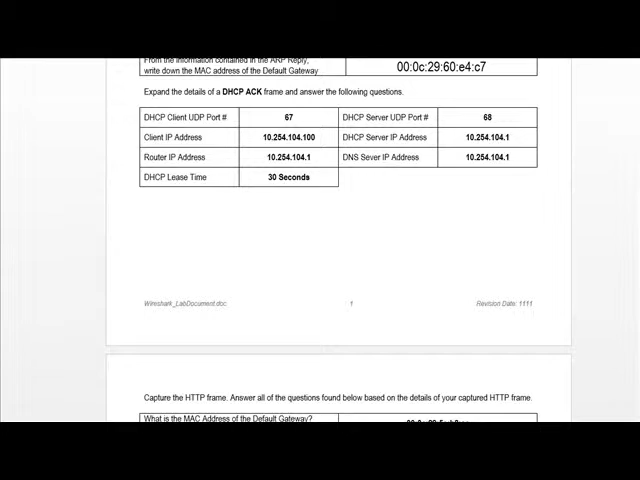 From the information contained in the ARP Reply,
write down the MAC address of the Default Gateway
00:0c:29:60:e4:c7
Expand the details of a DHCP ACK frame and answer the following questions.
DHCP Client UDP Port # 67 DHCP Server UDP Port # 68
Client IP Address 10.254.104.100 DHCP Server IP Address 10.254.104.1
Router IP Address 10.254.104.1 DNS Sever IP Address 10.254.104.1
DHCP Lease Time 30 Seconds
Wireshark_LabDocument.doc 1 Revision Date: 1111
Capture the HTTP frame. Answer all of the questions found below based on the details of your captured HTTP frame.
What is the MAC Address of the Default Gateway?